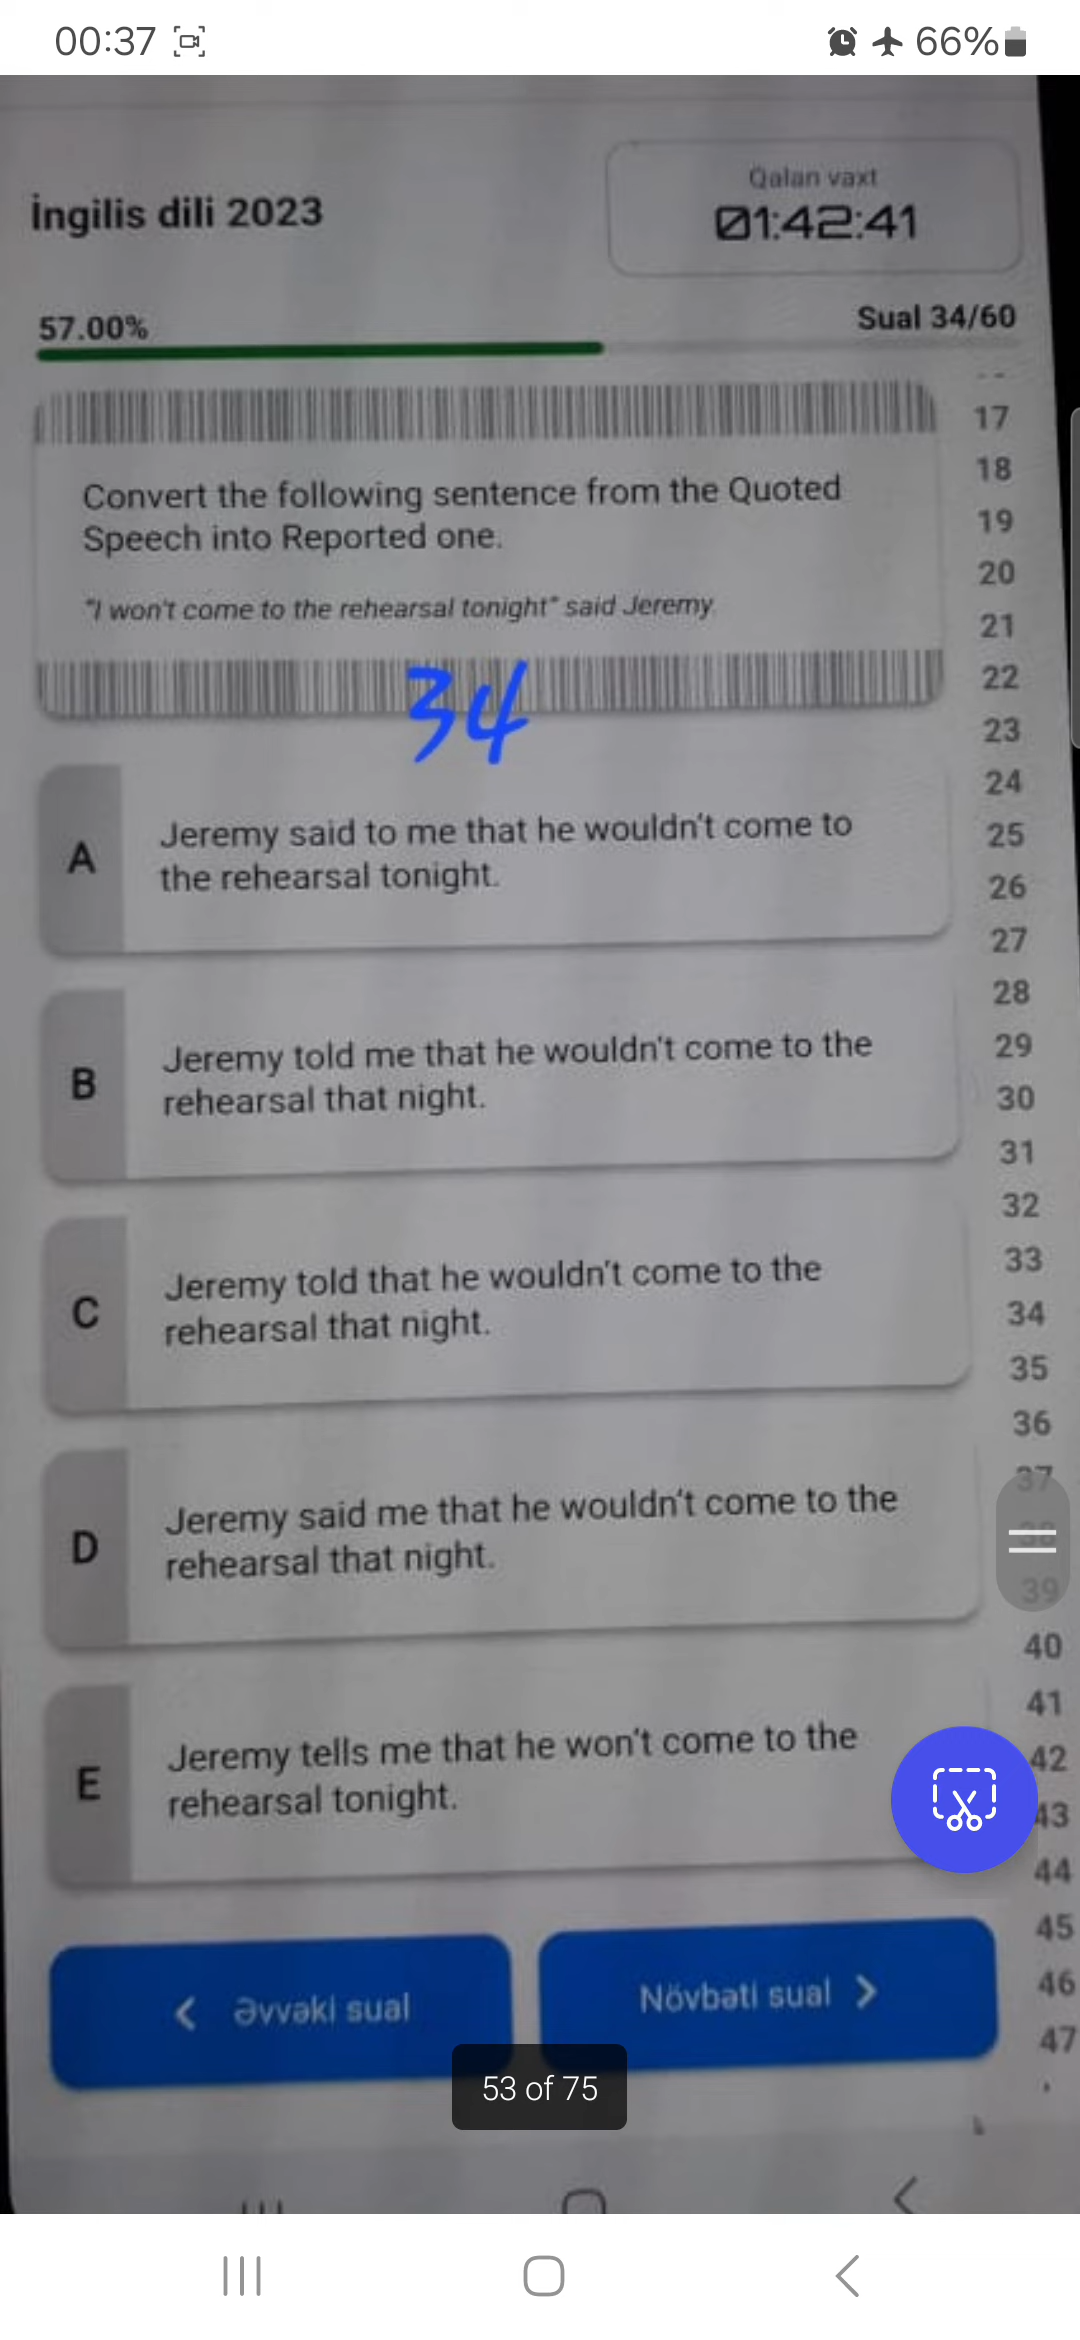 00:37
66%
İngilis dili 2023
Qalan vaxt
01:42:41
57.00%
Sual 34/60
Convert the following sentence from the Quoted
Speech into Reported one.
"I won't come to the rehearsal tonight" said Jeremy
34
A
Jeremy said to me that he wouldn't come to
the rehearsal tonight.
B
Jeremy told me that he wouldn't come to the
rehearsal that night.
C
Jeremy told that he wouldn't come to the
rehearsal that night.
D
Jeremy said me that he wouldn't come to the
rehearsal that night.
E
Jeremy tells me that he won't come to the
rehearsal tonight.
17
18
19
20
21
22
23
24
25
26
27
28
29
30
31
32
33
34
35
36
37
38
39
40
41
42
43
44
45
46
47
Əvvəki sual
Növbəti sual
53 of 75